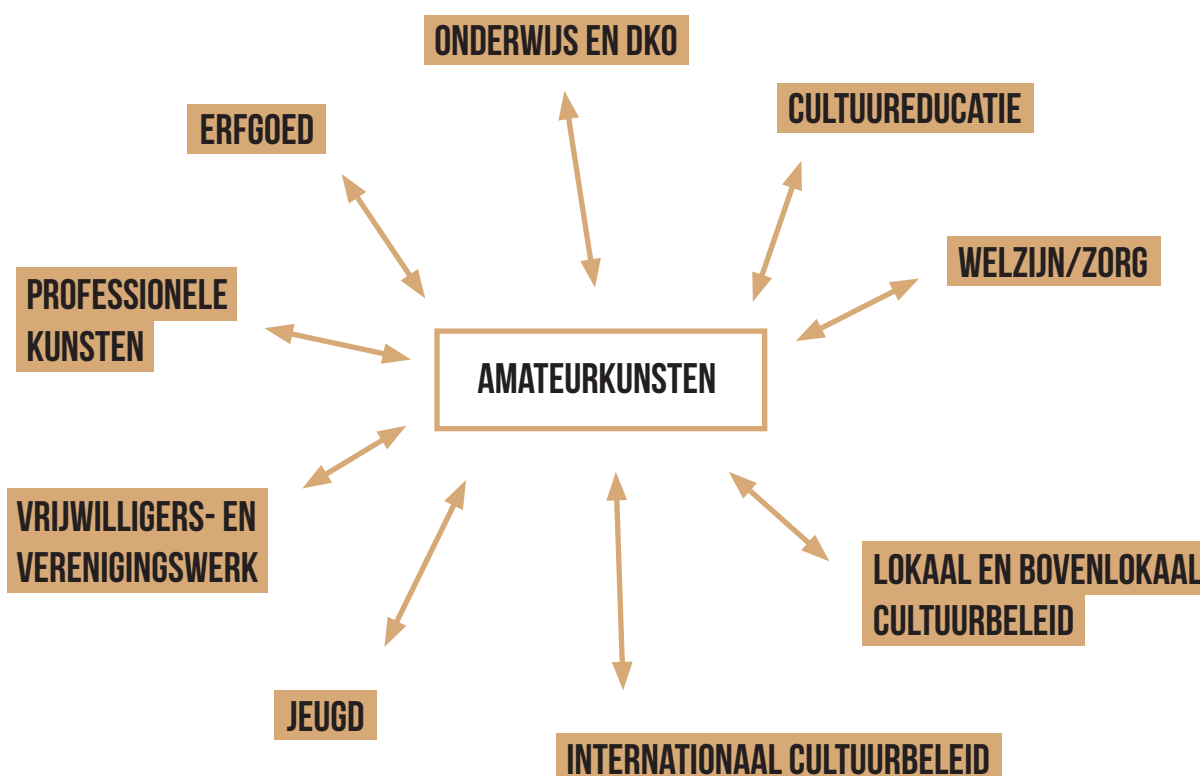 ONDERWIJS EN DKO
CULTUUREDUCATIE
ERFGOED
WELZIJN/ZORG
PROFESSIONELE
KUNSTEN
AMATEURKUNSTEN
VRIJWILLIGERS- EN
VERENIGINGSWERK
LOKAAL EN BOVENLOKAAL
CULTUURBELEID
JEUGD
INTERNATIONAAL CULTUURBELEID